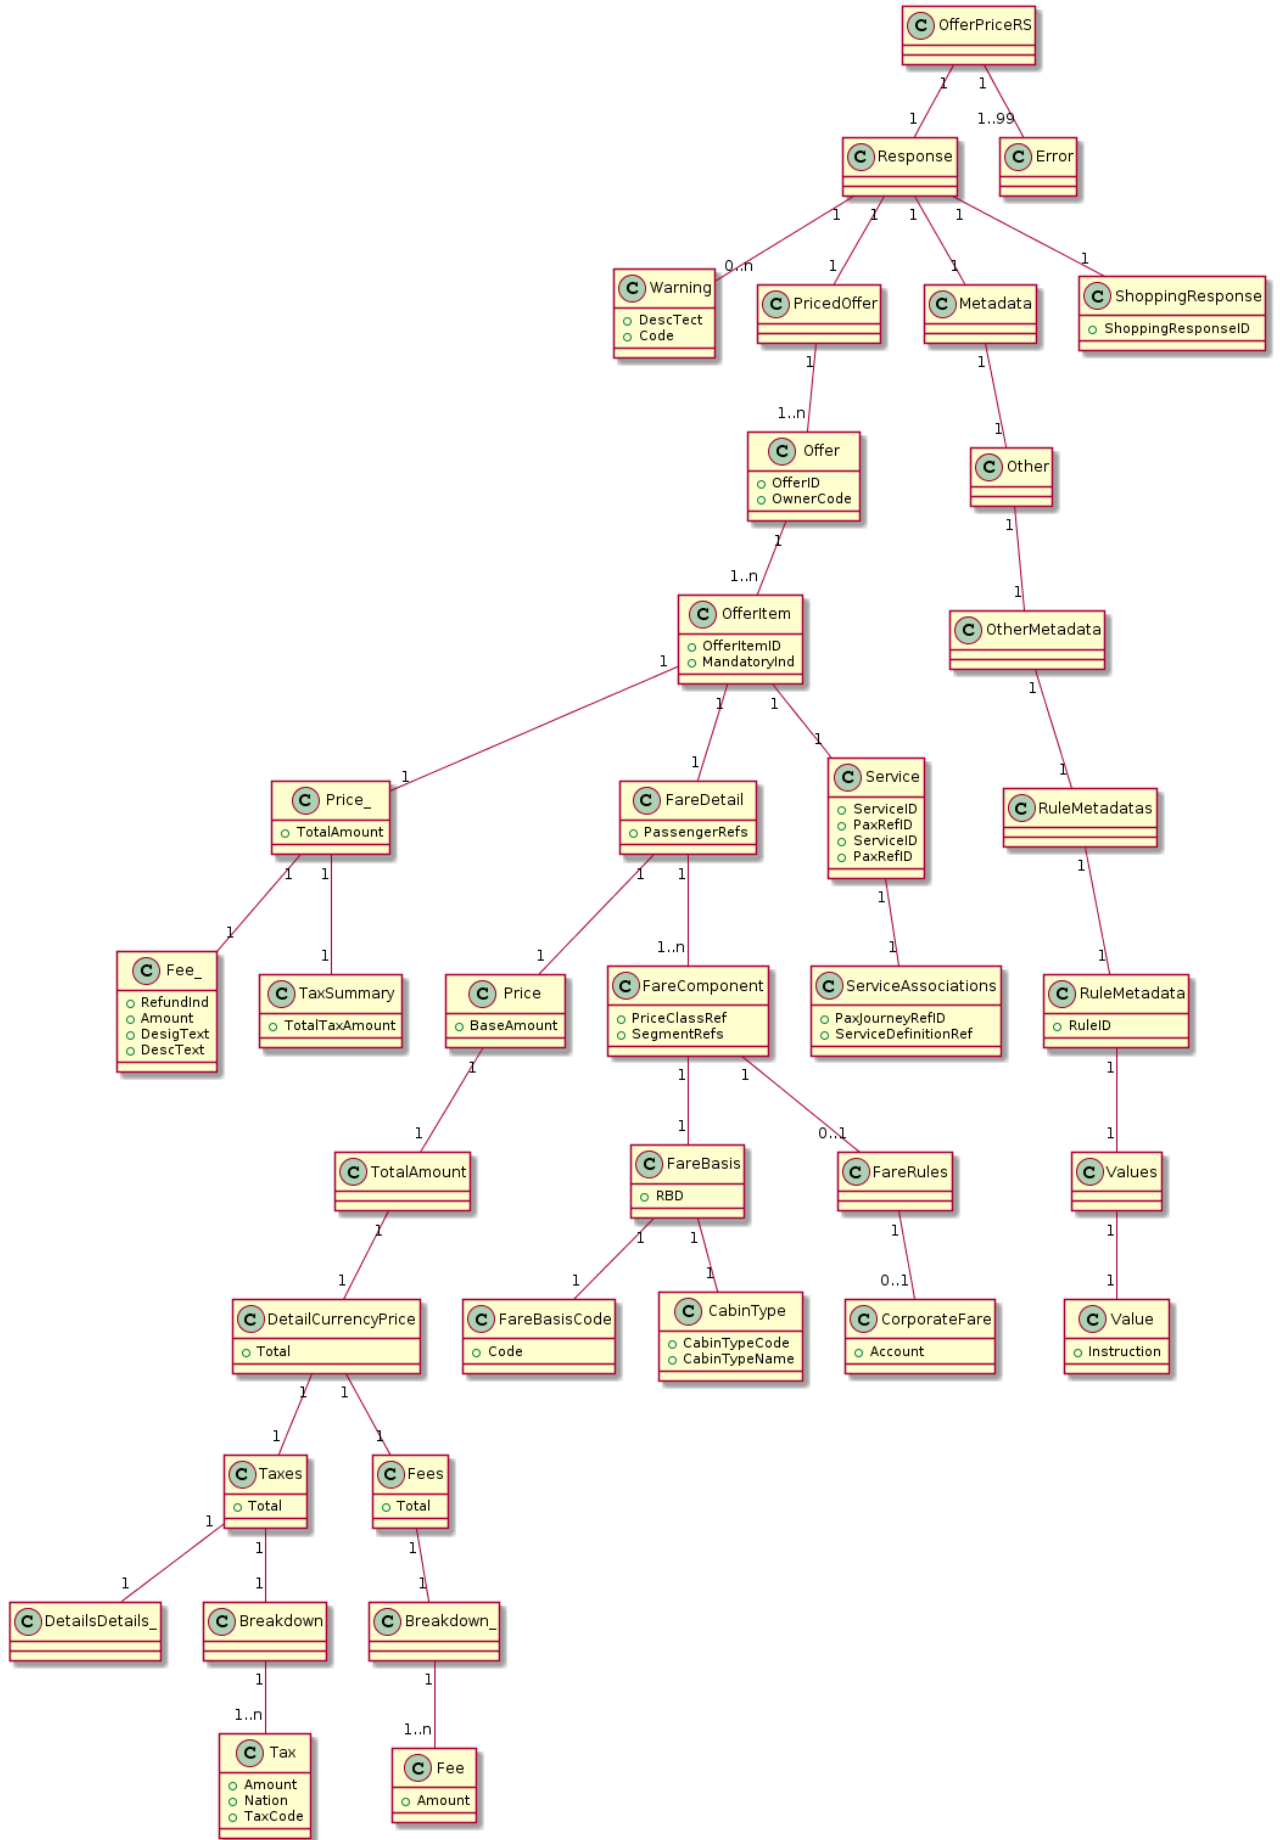 C OfferPriceRS
1 1
1 1..99
C Response
C Error
1 1 1 1
0..n 1 1 1
C Warning
DescTect
Code
C PricedOffer
C Metadata
C ShoppingResponse
ShoppingResponseID
1 1
1..n 1
C Offer
OfferID
OwnerCode
C Other
1 1
1..n 1
C OfferItem
OfferItemID
MandatoryInd
C OtherMetadata
1 1 1 1
1 1 1 1
C Price_
TotalAmount
C FareDetail
PassengerRefs
C Service
ServiceID
PaxRefID
ServiceID
PaxRefID
C RuleMetadatas
1 1 1 1 1 1
1 1 1 1..n 1 1
C Fee_
RefundInd
Amount
DesigText
DescText
C TaxSummary
TotalTaxAmount
C Price
BaseAmount
C FareComponent
PriceClassRef
SegmentRefs
C ServiceAssociations
PaxJourneyRefID
ServiceDefinitionRef
C RuleMetadata
RuleID
1 1 1 1
1 1 0..1 1
C TotalAmount
C FareBasis
RBD
C FareRules
C Values
1 1 1 1 1
1 1 1 0..1 1
C DetailCurrencyPrice
Total
C FareBasisCode
Code
C CabinType
CabinTypeCode
CabinTypeName
C CorporateFare
Account
C Value
Instruction
1 1
1 1
C Taxes
Total
C Fees
Total
1 1 1
1 1 1
C DetailsDetails_
C Breakdown
C Breakdown_
1 1
1..n 1..n
C Tax
Amount
Nation
TaxCode
C Fee
Amount